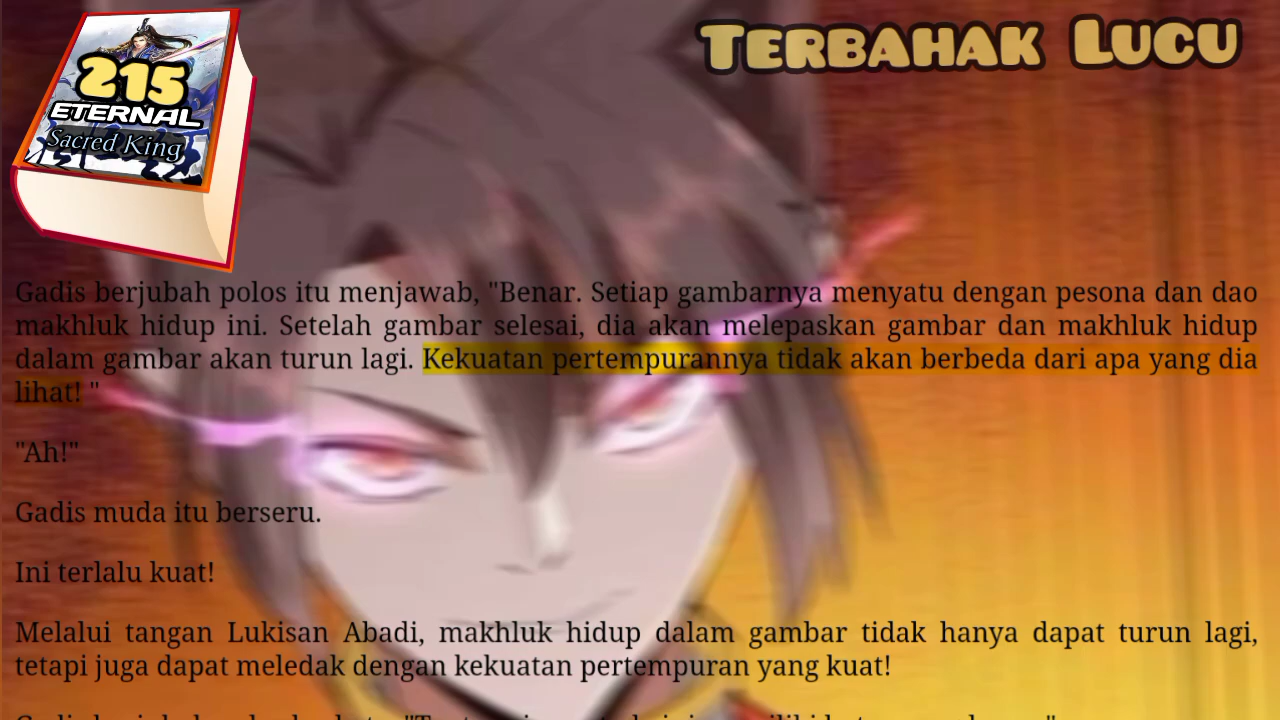 TERBAHAK LUCU
215
ETERNAL
Sacred King
Gadis berjubah polos itu menjawab, "Benar. Setiap gambarnya menyatu dengan pesona dan dao
makhluk hidup ini. Setelah gambar selesai, dia akan melepaskan gambar dan makhluk hidup
dalam gambar akan turun lagi. Kekuatan pertempurannya tidak akan berbeda dari apa yang dia
lihat! "
"Ah!"
Gadis muda itu berseru.
Ini terlalu kuat!
Melalui tangan Lukisan Abadi, makhluk hidup dalam gambar tidak hanya dapat turun lagi,
tetapi juga dapat meledak dengan kekuatan pertempuran yang kuat!